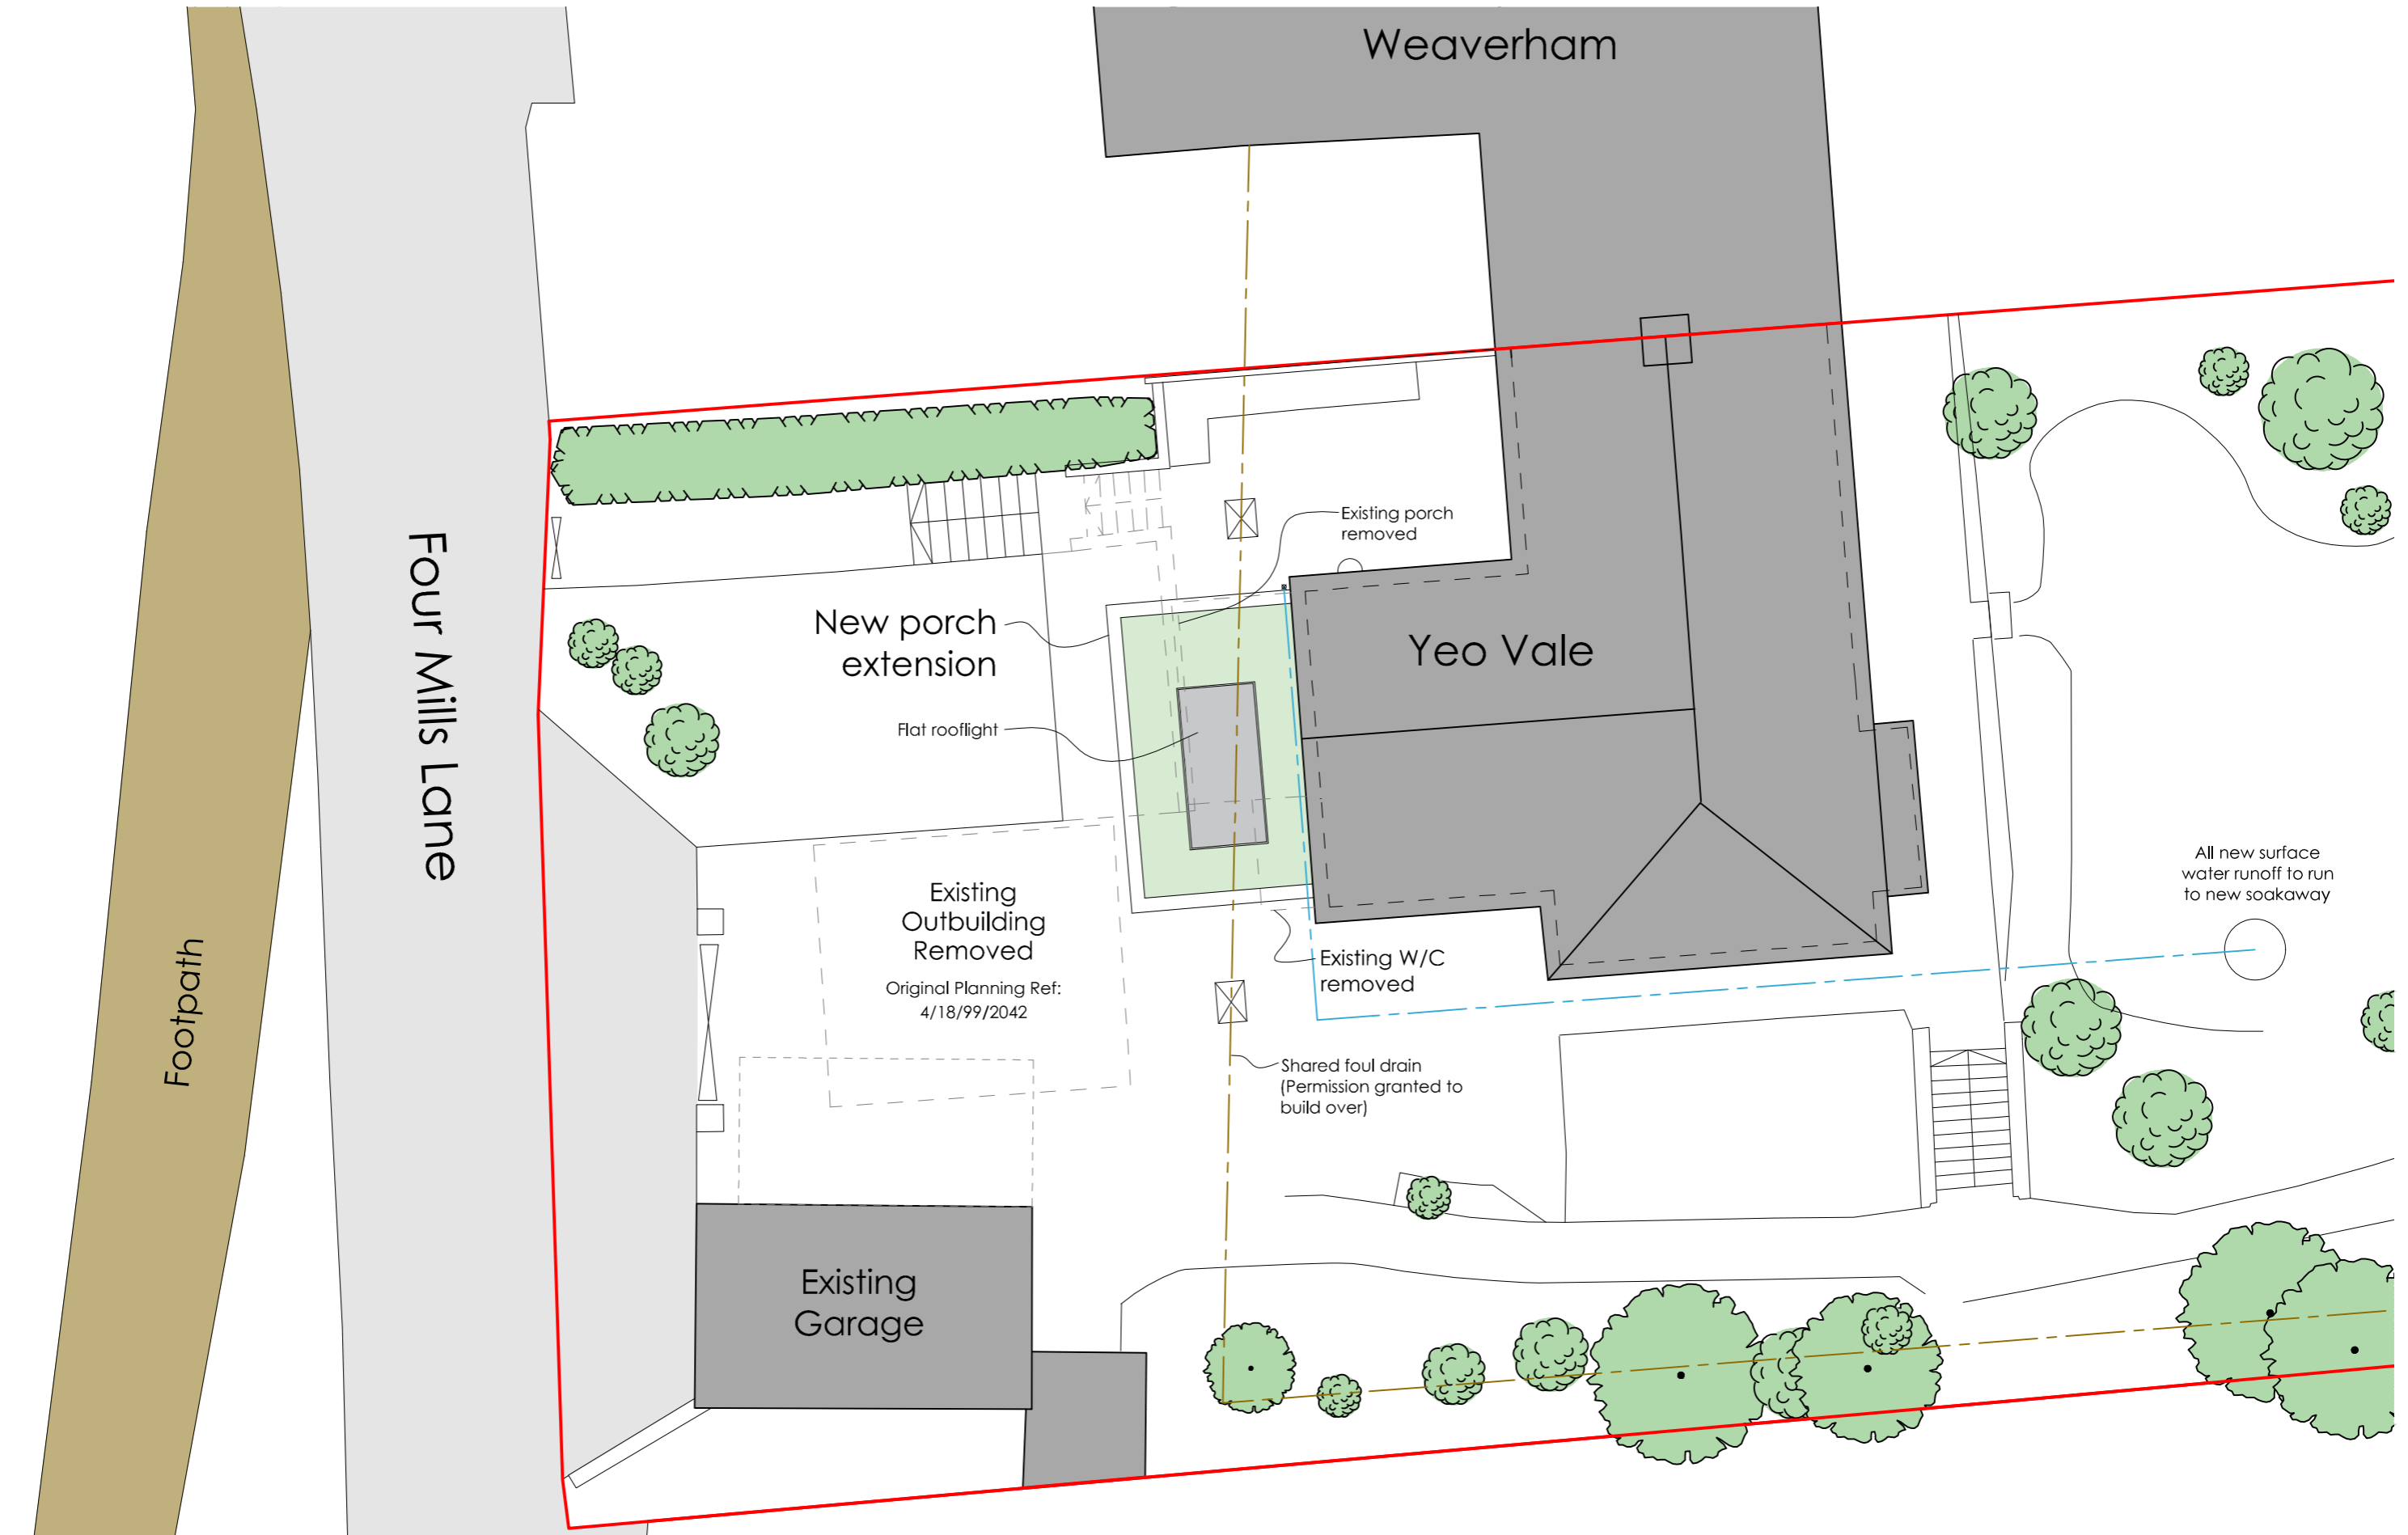 Weaverham
Existing porch
removed
New porch
extension
Yeo Vale
Four Mills Lane
Flat rooflight
All new surface
water runoff to run
to new soakaway
Existing
Outbuilding
Removed
Original Planning Ref:
4/18/99/2042
Existing W/C
removed
Footpath
Shared foul drain
(Permission granted to
build over)
Existing
Garage